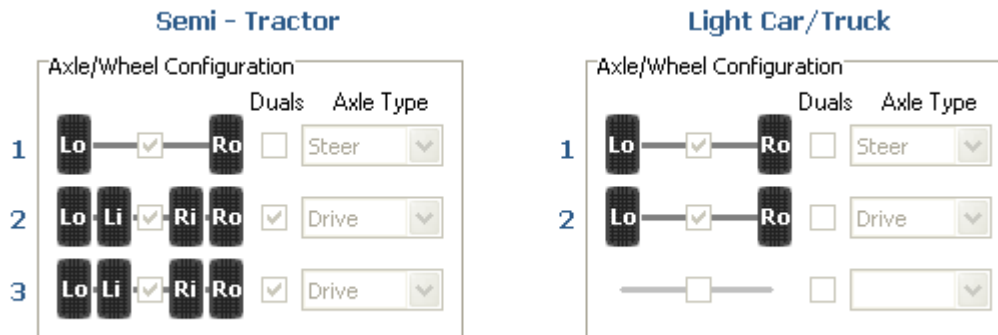 Semi - Tractor
Axle/Wheel Configuration
Duals Axle Type
1 Lo Ro Steer
2 Lo Li Ri Ro Drive
3 Lo Li Ri Ro Drive
Light Car/Truck
Axle/Wheel Configuration
Duals Axle Type
1 Lo Ro Steer
2 Lo Ro Drive